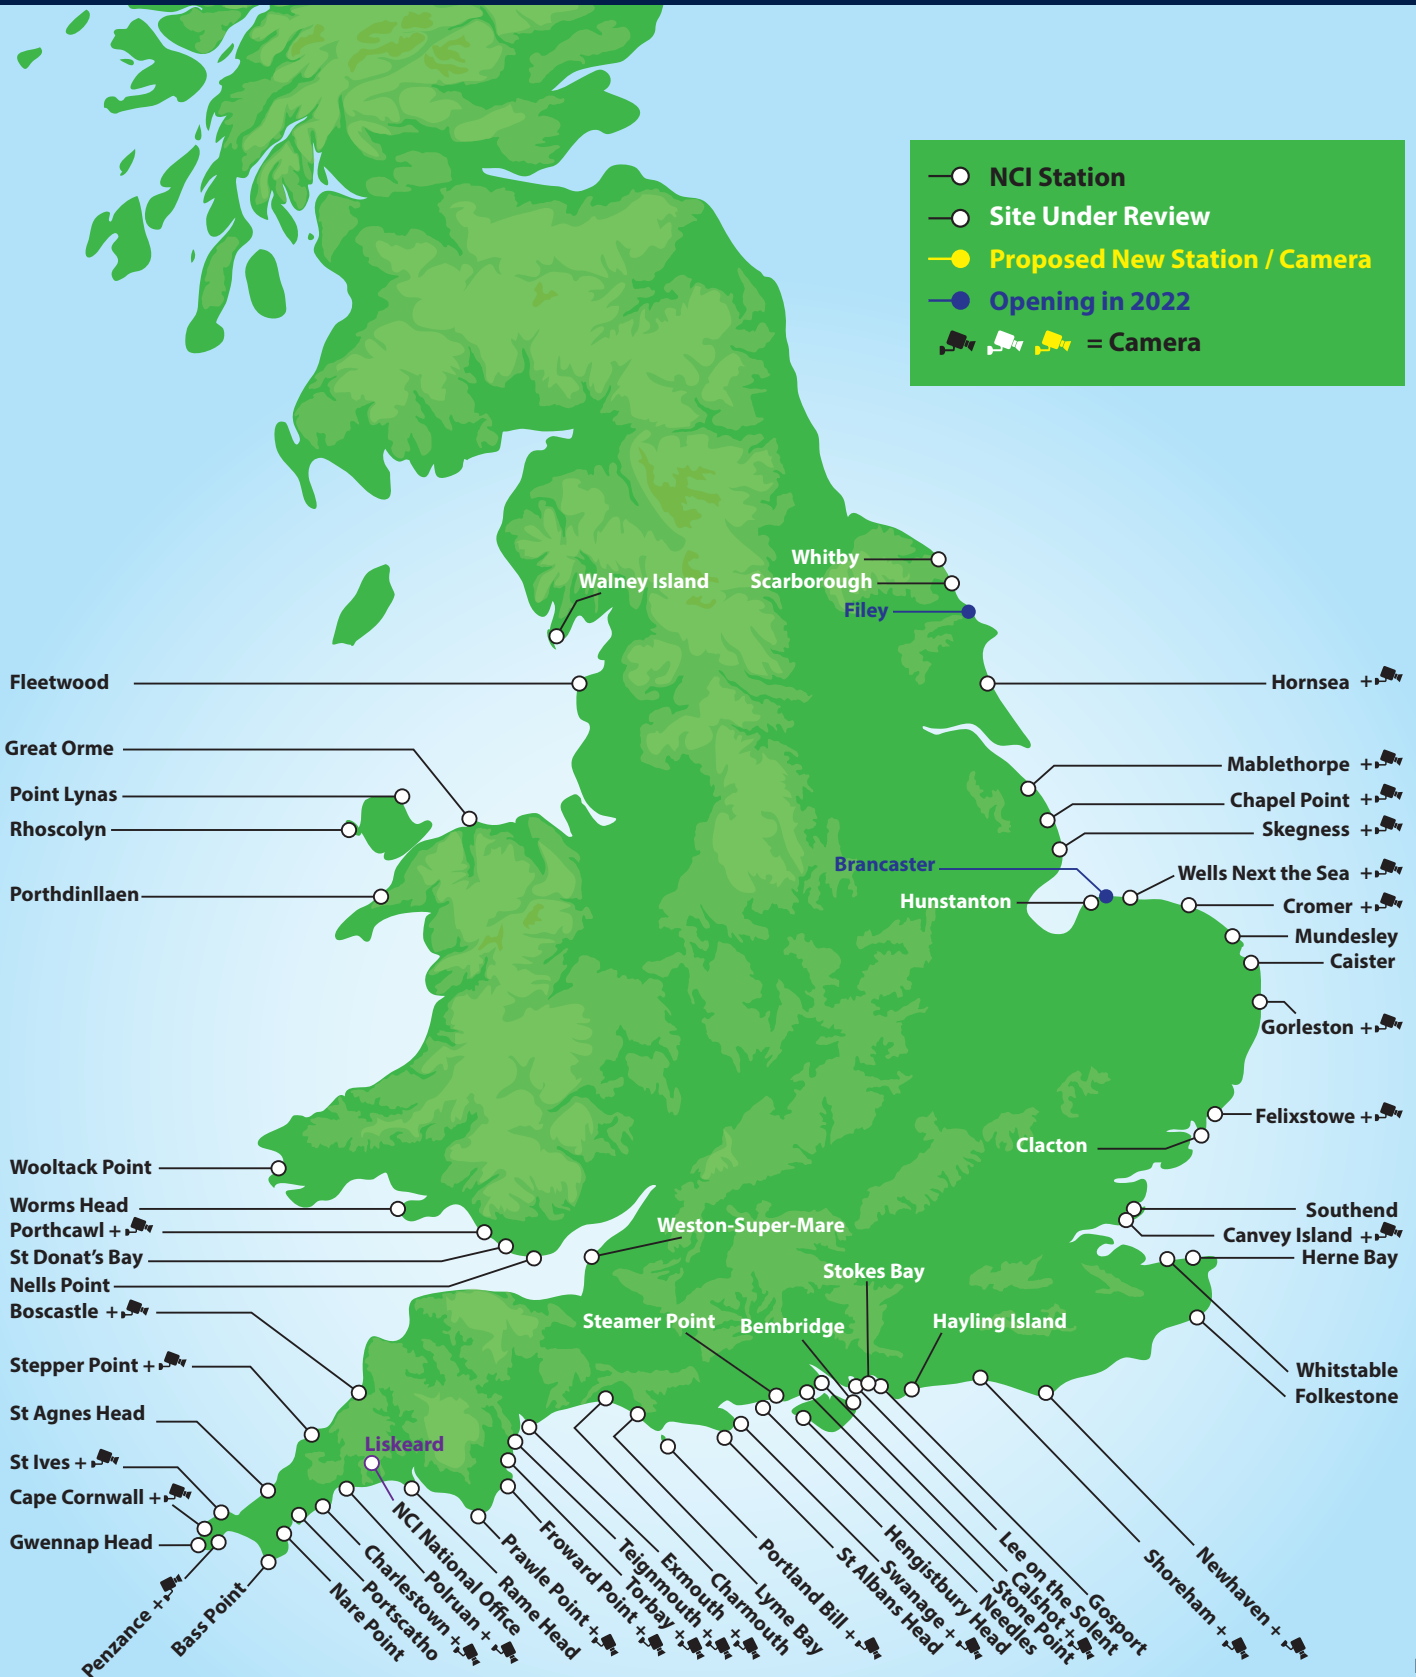 NCI Station
Site Under Review
Proposed New Station / Camera
Opening in 2022
= Camera
Whitby
Scarborough
Filey
Walney Island
Fleetwood
Hornsea +
Great Orme
Mablethorpe +
Point Lynas
Chapel Point +
Rhoscolyn
Skegness +
Brancaster
Wells Next the Sea +
Porthdinllaen
Hunstanton
Cromer +
Mundesley
Caister
Gorleston +
Felixstowe +
Clacton
Wooltack Point
Worms Head
Southend
Porthcawl +
Weston-Super-Mare
Canvey Island +
St Donat's Bay
Herne Bay
Nells Point
Stokes Bay
Boscastle +
Steamer Point
Bembridge
Hayling Island
Stepper Point +
Whitstable
Folkestone
St Agnes Head
Liskeard
St Ives +
Cape Cornwall +
Gwennap Head
Penzance +
Bass Point
Nare Point
Portscatho
Charlestown +
Polruan +
NCI National Office
Rame Head
Prawle Point +
Froward Point +
Torbay +
Teignmouth +
Exmouth +
Charmouth
Lyme Bay
Portland Bill +
St Albans Head
Swanage +
Hengistbury Head
Needles
Stone Point
Calshot +
Lee on the Solent
Gosport
Shoreham +
Newhaven +